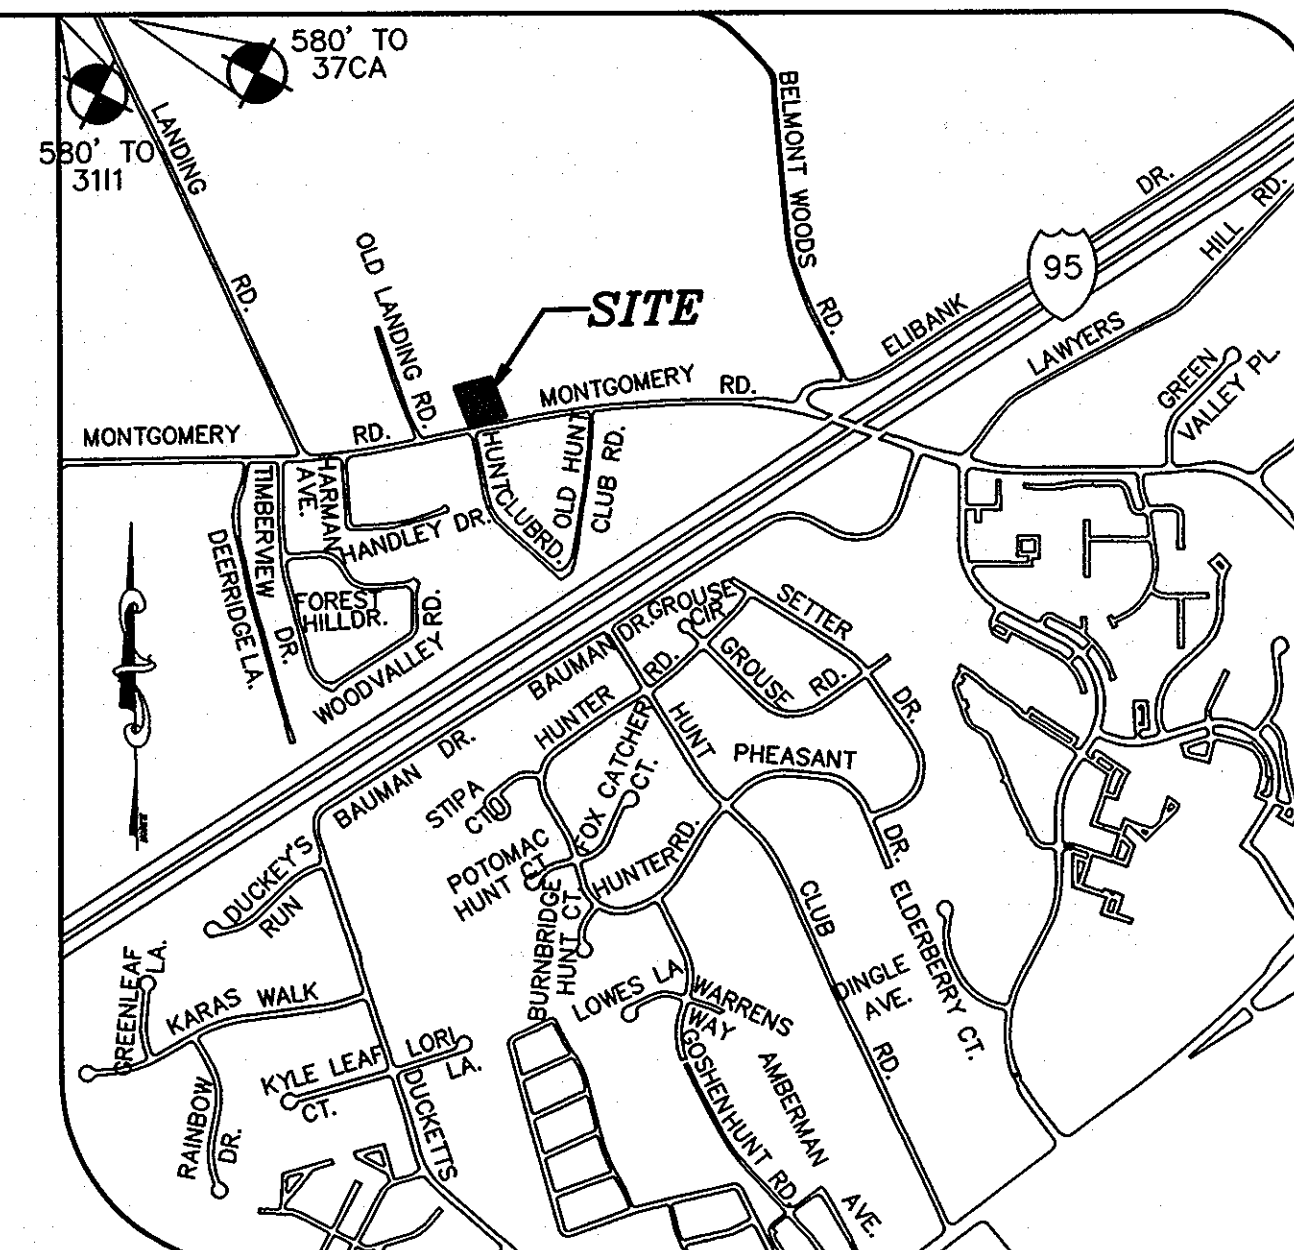 580' TO
37CA
580' TO
31I1
LANDING
RD.
OLD LANDING RD.
BELMONT WOODS
RD.
SITE
95
DR.
ELIBANK
HILL
RD.
LAWYERS
GREEN
VALLEY PL.
MONTGOMERY
RD.
MONTGOMERY
RD.
HUNTCLUBRD.
OLD HUNT
CLUB RD.
TIMBERVIEW
DR.
HARMAN
AVE.
HANDLEY DR.
DEERRIDGE LA.
FOREST
HILLDR.
WOODVALLEY
RD.
BAUMAN
DR.
GROUSE
CIR.
SETTER
DR.
GROUSE
RD.
HUNTER
RD.
HUNT
PHEASANT
DR.
BAUMAN
DR.
STIPA
CT.
FOX CATCHER
CT.
POTOMAC
HUNT CT.
HUNTER
RD.
BURNBRIDGE
HUNT CT.
CLUB
RD.
DUCKEY'S
RUN
GREENLEAF
LA.
KARAS WALK
LOWES LA
WARRENS
WAY
DINGLE
AVE.
ELDERBERRY CT.
KYLE LEAF
CT.
LORI
LA.
DUCKETTS
RAINBOW
DR.
GOSHENHUNT RD.
AMBERMAN
AVE.